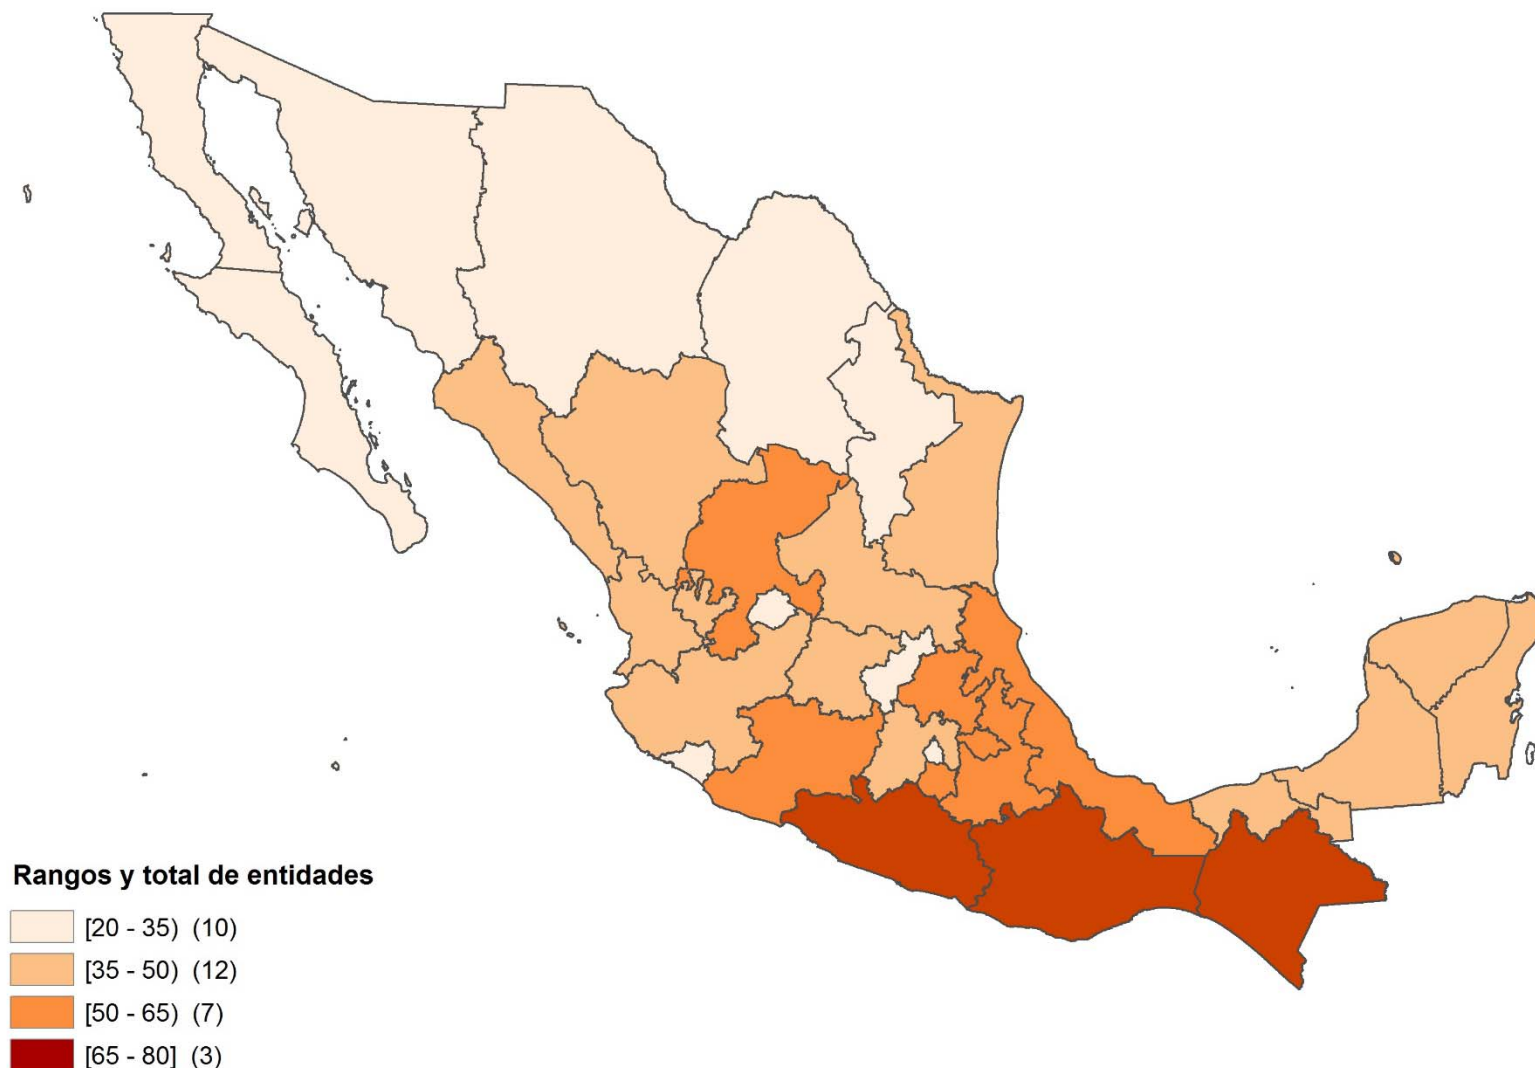 Rangos y total de entidades
[20 - 35) (10)
[35 - 50) (12)
[50 - 65) (7)
[65 - 80] (3)